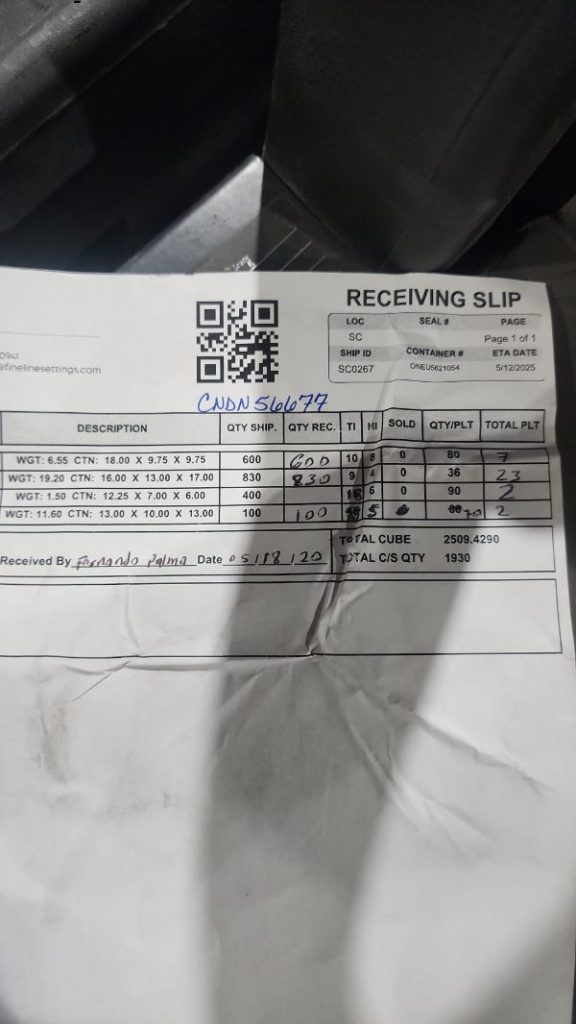 RECEIVING SLIP
LOC SEAL # PAGE
SC Page 1 of 1
SHIP ID CONTAINER # ETA DATE
SC0267 ONEU5621054 5/12/2025
0941
@finelinesettings.com
CNDN56677
DESCRIPTION QTY SHIP. QTY REC. TI HI SOLD QTY/PLT TOTAL PLT
WGT: 6.55 CTN: 18.00 X 9.75 X 9.75 600 600 10 8 0 80 7
WGT: 19.20 CTN: 16.00 X 13.00 X 17.00 830 830 9 4 0 36 23
WGT: 1.50 CTN: 12.25 X 7.00 X 6.00 400 6 0 90 2
WGT: 11.60 CTN: 13.00 X 10.00 X 13.00 100 100 5 70 2
Received By Fernando Palma Date 05/18/20
TOTAL CUBE 2509.4290
TOTAL C/S QTY 1930